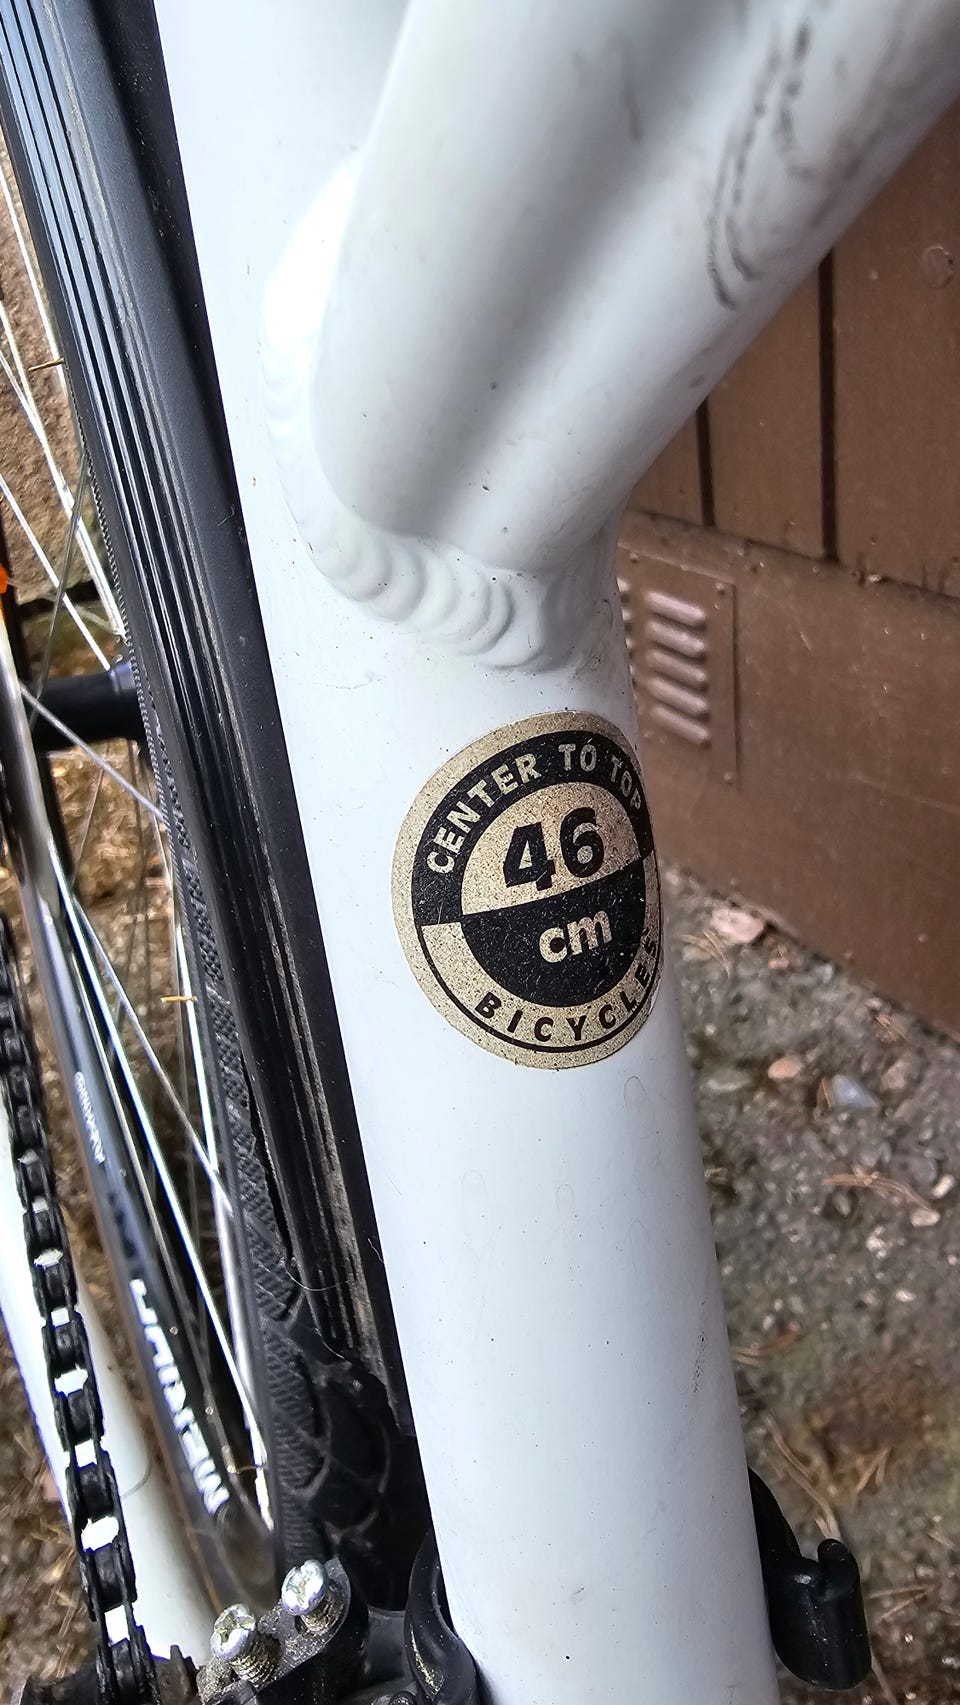 CENTER TO TOP
46
cm
BICYCLES